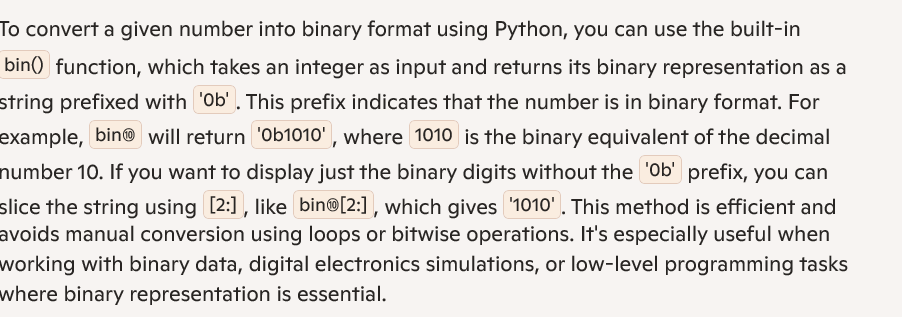 To convert a given number into binary format using Python, you can use the built-in
bin() function, which takes an integer as input and returns its binary representation as a
string prefixed with '0b'. This prefix indicates that the number is in binary format. For
example, bin⑩ will return '0b1010', where 1010 is the binary equivalent of the decimal
number 10. If you want to display just the binary digits without the '0b' prefix, you can
slice the string using [2:], like bin⑩[2:], which gives '1010'. This method is efficient and
avoids manual conversion using loops or bitwise operations. It's especially useful when
working with binary data, digital electronics simulations, or low-level programming tasks
where binary representation is essential.